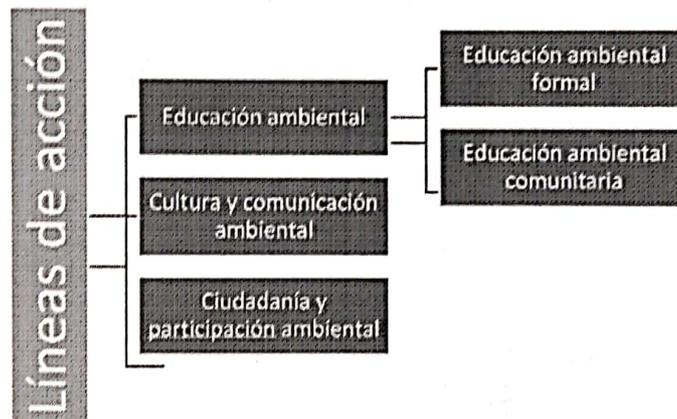 Líneas de acción
Educación ambiental
Educación ambiental
formal
Educación ambiental
comunitaria
Cultura y comunicación
ambiental
Ciudadanía y
participación ambiental